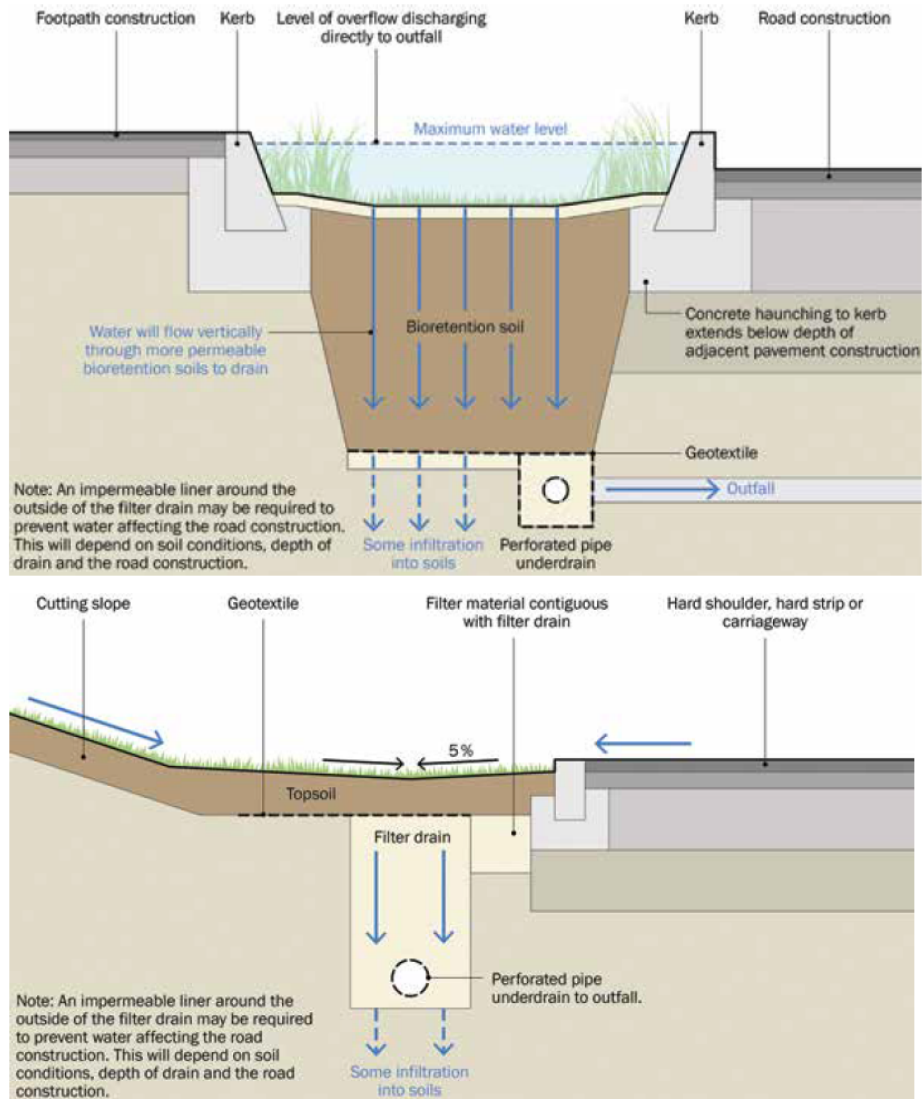 Footpath construction
Kerb
Level of overflow discharging
directly to outfall
Kerb
Road construction
Maximum water level
Water will flow vertically
through more permeable
bioretention soils to drain
Bioretention soil
Concrete haunching to kerb
extends below depth of
adjacent pavement construction
Geotextile
Note: An impermeable liner around the
outside of the filter drain may be required to
prevent water affecting the road construction.
This will depend on soil conditions, depth of
drain and the road construction.
Some infiltration
into soils
Perforated pipe
underdrain
Outfall
Cutting slope
Geotextile
Filter material contiguous
with filter drain
Hard shoulder, hard strip or
carriageway
5%
Topsoil
Filter drain
Perforated pipe
underdrain to outfall.
Note: An impermeable liner around the
outside of the filter drain may be required
to prevent water affecting the road
construction. This will depend on soil
conditions, depth of drain and the road
construction.
Some infiltration
into soils